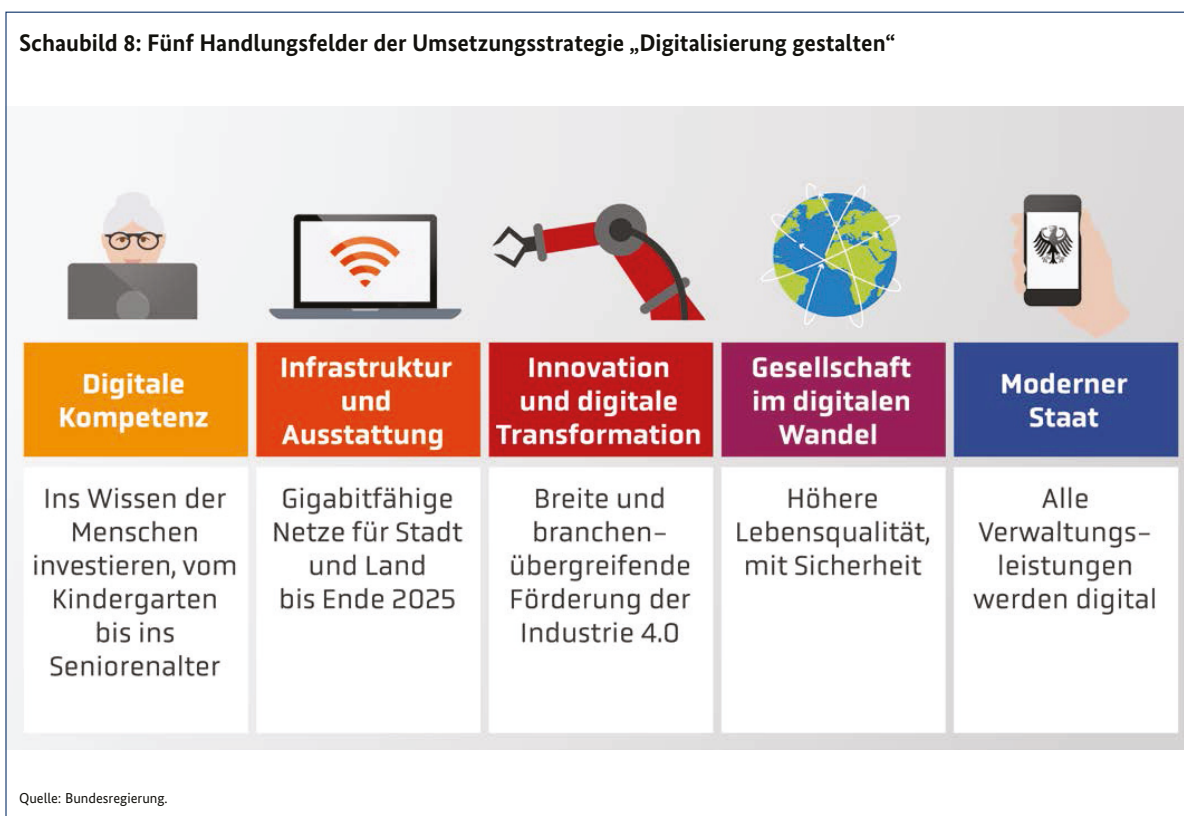 Schaubild 8: Fünf Handlungsfelder der Umsetzungsstrategie „Digitalisierung gestalten“
Digitale
Kompetenz
Ins Wissen der
Menschen
investieren, vom
Kindergarten
bis ins
Seniorenalter
Infrastruktur
und
Ausstattung
Gigabitfähige
Netze für Stadt
und Land
bis Ende 2025
Innovation
und digitale
Transformation
Breite und
branchen-
übergreifende
Förderung der
Industrie 4.0
Gesellschaft
im digitalen
Wandel
Höhere
Lebensqualität,
mit Sicherheit
Moderner
Staat
Alle
Verwaltungs-
leistungen
werden digital
Quelle: Bundesregierung.